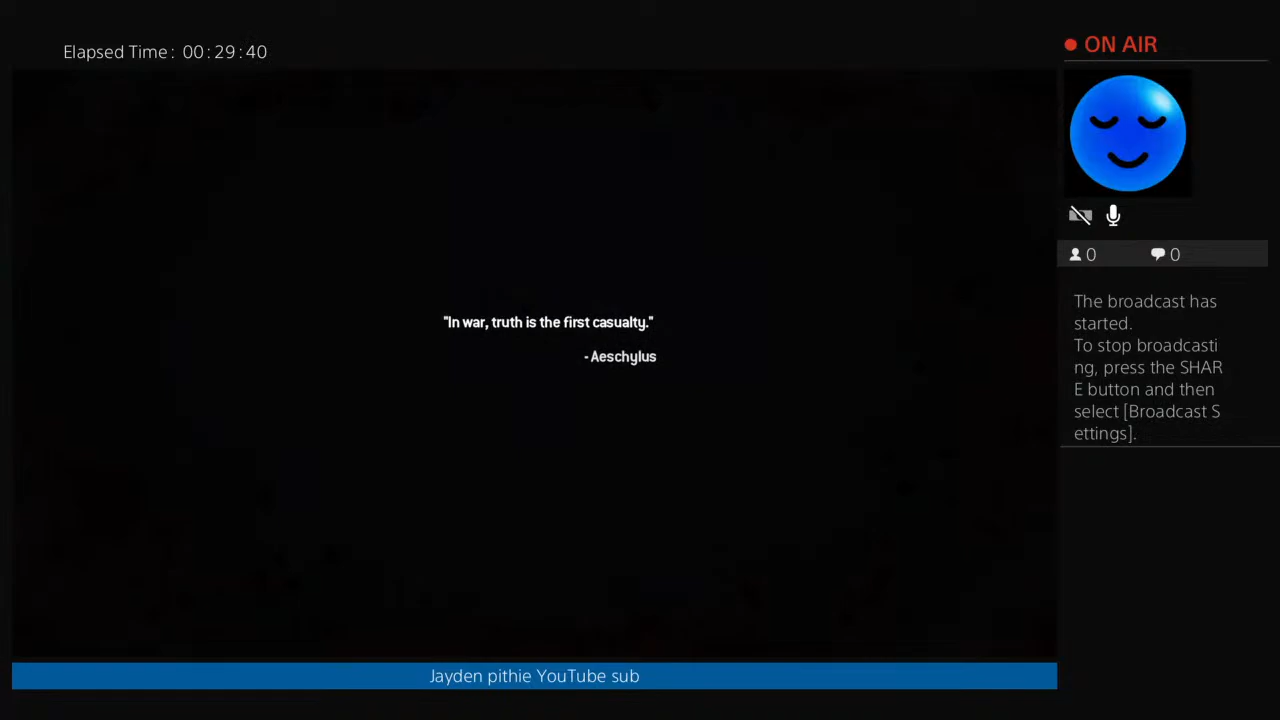 Elapsed Time: 00:29:40
ON AIR
0 0
"In war, truth is the first casualty."
- Aeschylus
The broadcast has
started.
To stop broadcasti
ng, press the SHAR
E button and then
select [Broadcast S
ettings].
Jayden pithie YouTube sub